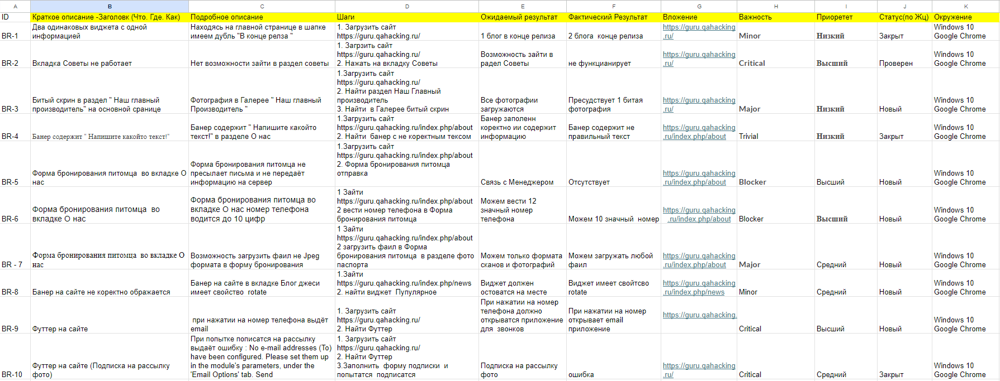 A B C D E F G H I J K
ID Краткое описание -Заголовк (Что. Где. Как) Подробное описание Шаги Ожидаемый результат Фактический Результат Вложение Важность Приоретет Статус(по Жц) Окружение
BR-1
Два одинаковых виджета с одной
информацией
Находясь на главной странице в шапке
имеем дубль "В конце релза "
1. Загрузить сайт
https://guru.qahacking.ru/
1 блог в конце релиза
2 блога конце релиза
https://guru.qahacking
.ru/
Minor
Низкий
Закрыт
Windows 10
Google Chrome
BR-2
Вкладка Советы не работает
Нет возможности зайти в раздел советы
1. Загрзить сайт
https://guru.qahacking.ru/
2. Нажать на вкладку Советы
Возможность зайти в
радел Советы
не функцианирует
https://guru.qahacking
.ru/
Critical
Высший
Проверен
Windows 10
Google Chrome
BR-3
Битый скрин в раздел " Наш главный
производитель" на основной сранице
Фотография в Галерее " Наш главный
Производитель "
1.Загрузить сайт
https://guru.qahacking.ru/
2. Найти раздел Наш Главный
производитель
3. Найти в Галерее битый скрин
Все фотографии
загружаются
Пресудствует 1 битая
фотография
https://guru.qahacking
.ru/
Major
Низкий
Новый
Windows 10
Google Chrome
BR-4
Банер содержит " Напишите какойто текст!"
Банер содержит " Напишите какойто
текст!" в разделе О нас
1.Загрузить сайт
https://guru.qahacking.ru/index.php/about
2. Найти банер с не коректным тексом
Банер заполенн
коректно ии содержит
информацию
Банер содержит не
правильный текст
https://guru.qahacking
.ru/index.php/about
Trivial
Низкий
Закрыт
Windows 10
Google Chrome
BR-5
Форма бронирования питомца во вкладке О
нас
Форма бронирования питомца не
пресылает письма и не передаёт
информацию на сервер
1.Загрузить сайт
https://guru.qahacking.ru/index.php/about
2. Форма бронирования питомца
отправка
Связь с Менеджером
Отсутствует
https://guru.qahacking
.ru/index.php/about
Blocker
Высший
Новый
Windows 10
Google Chrome
BR-6
Форма бронирования питомца во
вкладке О нас
Форма бронирования питомца во
вкладке О нас номер телефона
водится до 10 цифр
1 Зайти
https://guru.qahacking.ru/index.php/about
2 вести номер телефона в Форма
бронирования питомца
Можем вести 12
значный номер
телефона
Можем 10 значный номер
https://guru.qahacking
.ru/index.php/about
Blocker
Высший
Новый
Windows 10
Google Chrome
BR - 7
Форма бронирования питомца во вкладке О
нас
Возможность загрузить фаил не Jpeg
формата в форму бронирования
1 Зайти
https://guru.qahacking.ru/index.php/about
2 загрузить фаил в Форма
бронирования питомца в разделе фото
паспорта
Можем только формата
сканов и фотографий
Можем загружать любой
фаил
https://guru.qahacking
.ru/index.php/about
Major
Средний
Новый
Windows 10
Google Chrome
BR-8
Банер на сайте не коректно ображается
Банер на сайте в вкладке Блог джеси
имеет свойство rotate
1.Зайти
https://guru.qahacking.ru/index.php/news
2. найти виджет Пупулярное
Виджет должен
остоватся на месте
Виджет имеет свойтсво
rotate
https://guru.qahacking
.ru/index.php/news
Minor
Средний
Новый
Windows 10
Google Chrome
BR-9
Футтер на сайте
при нажатии на номер телефона выдёт
email
1. Загрузить сайт
https://guru.qahacking.ru/
2. Найти Футтер
При нажатии на номер
телефона должно
открыватся приложение
для звонков
При нажатии на номер
открывает email
приложение
https://guru.qahacking.
Critical
Высший
Новый
Windows 10
Google Chrome
BR-10
Футтер на сайте (Подписка на рассылку
фото)
При попытке пописатся на рассылку
выдаёт ошибку : No e-mail addresses (To)
have been configured. Please set them up
in the module's parameters, under the
'Email Options' tab. Send
1. Загрузить сайт
https://guru.qahacking.ru/
2. Найти Футтер
3.Заполнить форму подписки и
попытатся подписатся
Подписка на рассылку
фото
ошибка
https://guru.qahacking
.ru/
Critical
Средний
Закрыт
Windows 10
Google Chrome